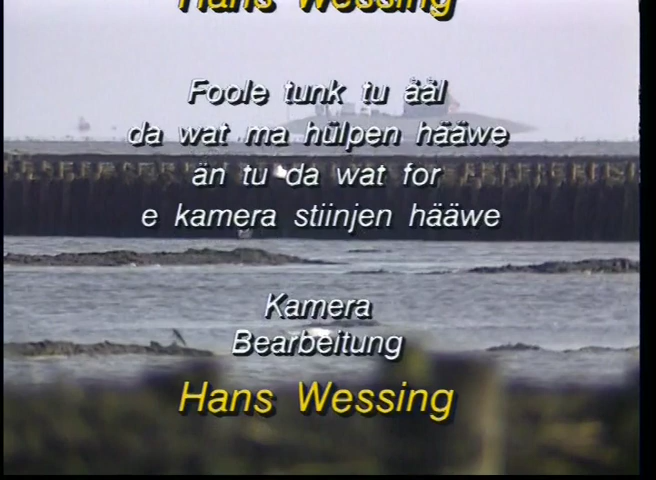 Hans Wessing
Foole tunk tu åål
da wat ma hülpen hääwe
än tu da wat for
e kamera stiinjen hääwe
Kamera
Bearbeitung
Hans Wessing